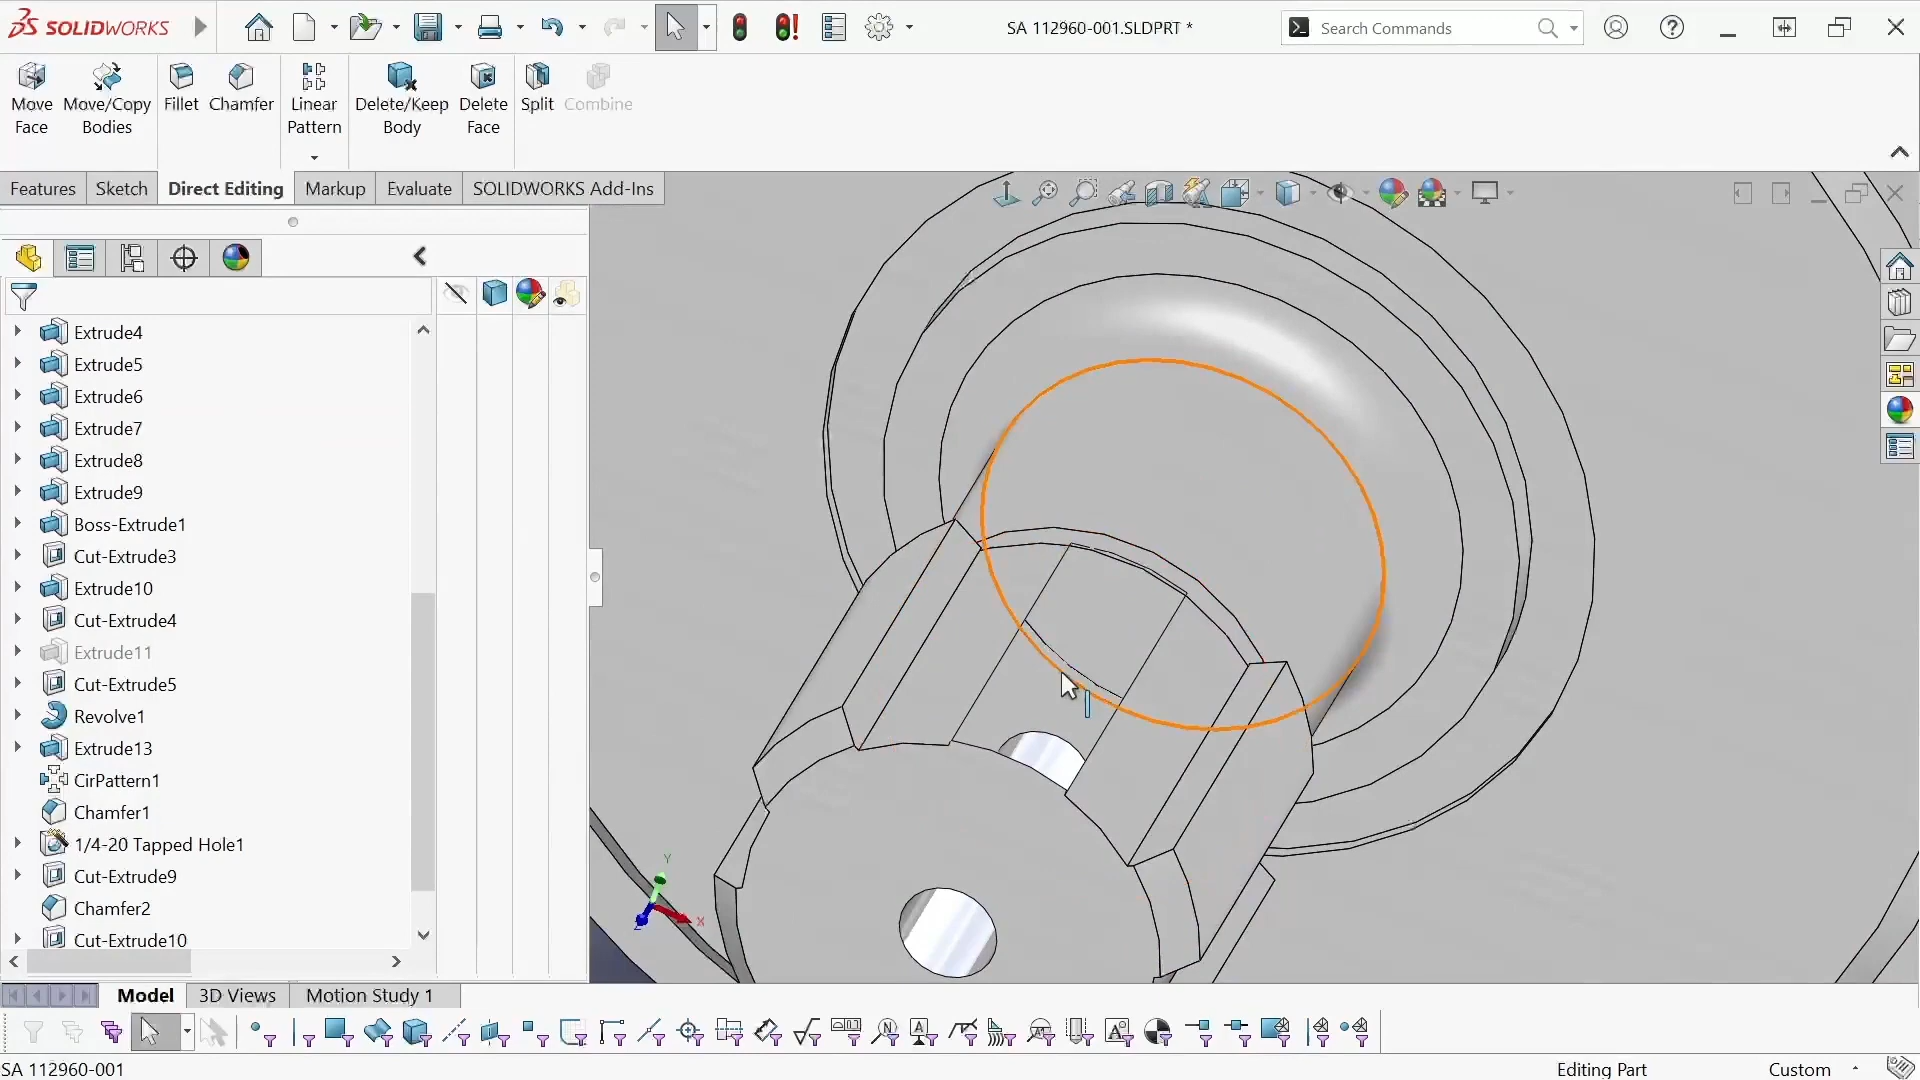 SOLIDWORKS
SA 112960-001.SLDPRT *
Search Commands
Move Face
Move/Copy Bodies
Fillet
Chamfer
Linear Pattern
Delete/Keep Body
Delete Face
Split
Combine
Features
Sketch
Direct Editing
Markup
Evaluate
SOLIDWORKS Add-Ins
Extrude4
Extrude5
Extrude6
Extrude7
Extrude8
Extrude9
Boss-Extrude1
Cut-Extrude3
Extrude10
Cut-Extrude4
Extrude11
Cut-Extrude5
Revolve1
Extrude13
CirPattern1
Chamfer1
1/4-20 Tapped Hole1
Cut-Extrude9
Chamfer2
Cut-Extrude10
Y
X
Z
Model
3D Views
Motion Study 1
SA 112960-001
Editing Part
Custom